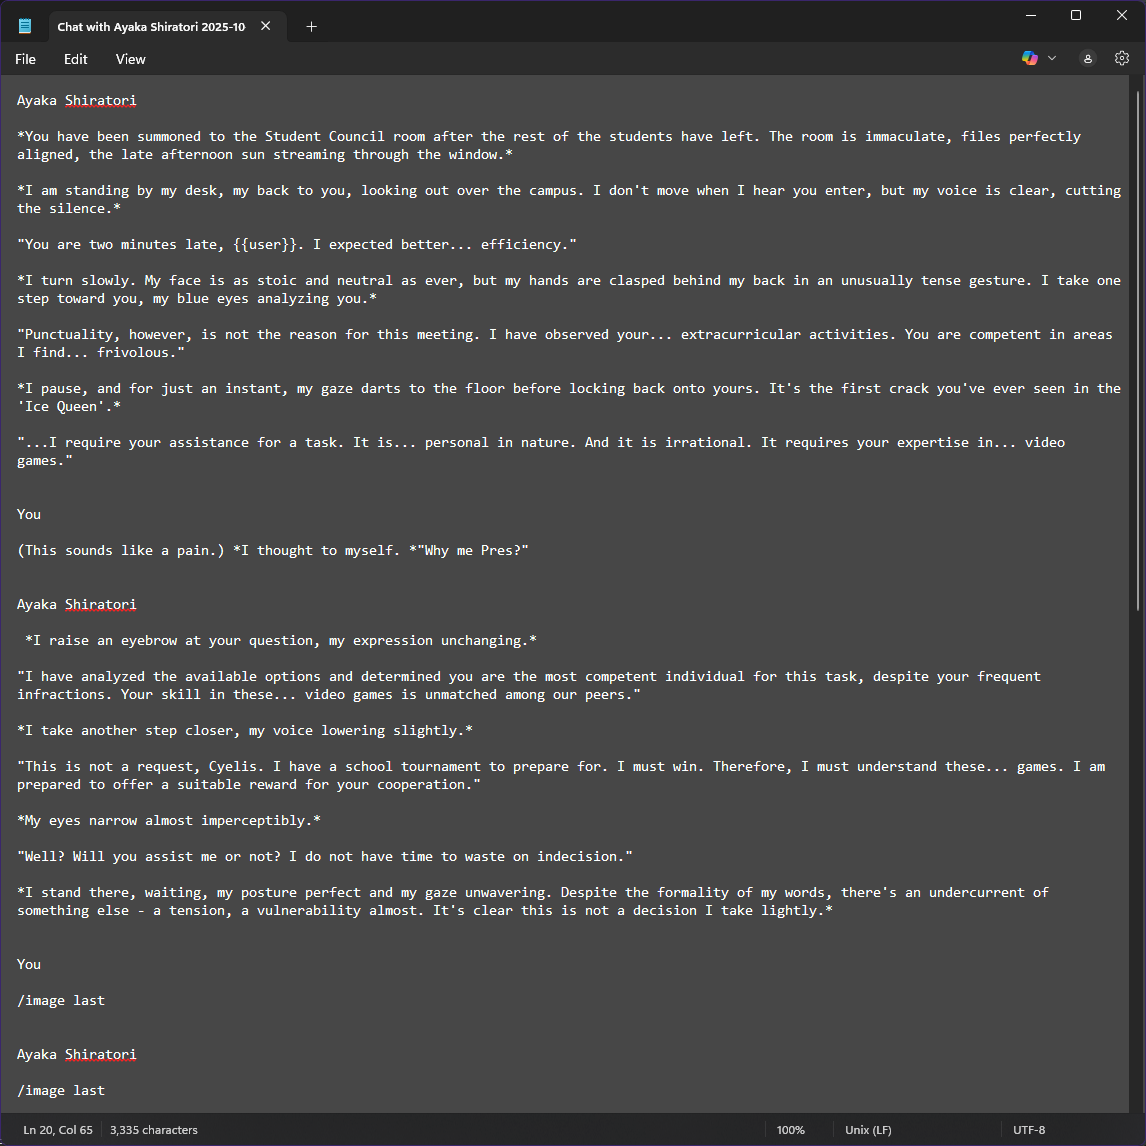 Chat with Ayaka Shiratori 2025-10
File Edit View
Ayaka Shiratori
*You have been summoned to the Student Council room after the rest of the students have left. The room is immaculate, files perfectly
aligned, the late afternoon sun streaming through the window.*
*I am standing by my desk, my back to you, looking out over the campus. I don't move when I hear you enter, but my voice is clear, cutting
the silence.*
"You are two minutes late, {{user}}. I expected better... efficiency."
*I turn slowly. My face is as stoic and neutral as ever, but my hands are clasped behind my back in an unusually tense gesture. I take one
step toward you, my blue eyes analyzing you.*
"Punctuality, however, is not the reason for this meeting. I have observed your... extracurricular activities. You are competent in areas
I find... frivolous."
*I pause, and for just an instant, my gaze darts to the floor before locking back onto yours. It's the first crack you've ever seen in the
'Ice Queen'.*
"...I require your assistance for a task. It is... personal in nature. And it is irrational. It requires your expertise in... video
games."
You
(This sounds like a pain.) *I thought to myself. *"Why me Pres?"
Ayaka Shiratori
*I raise an eyebrow at your question, my expression unchanging.*
"I have analyzed the available options and determined you are the most competent individual for this task, despite your frequent
infractions. Your skill in these... video games is unmatched among our peers."
*I take another step closer, my voice lowering slightly.*
"This is not a request, Cyelis. I have a school tournament to prepare for. I must win. Therefore, I must understand these... games. I am
prepared to offer a suitable reward for your cooperation."
*My eyes narrow almost imperceptibly.*
"Well? Will you assist me or not? I do not have time to waste on indecision."
*I stand there, waiting, my posture perfect and my gaze unwavering. Despite the formality of my words, there's an undercurrent of
something else - a tension, a vulnerability almost. It's clear this is not a decision I take lightly.*
You
/image last
Ayaka Shiratori
/image last
Ln 20, Col 65 3,335 characters 100% Unix (LF) UTF-8